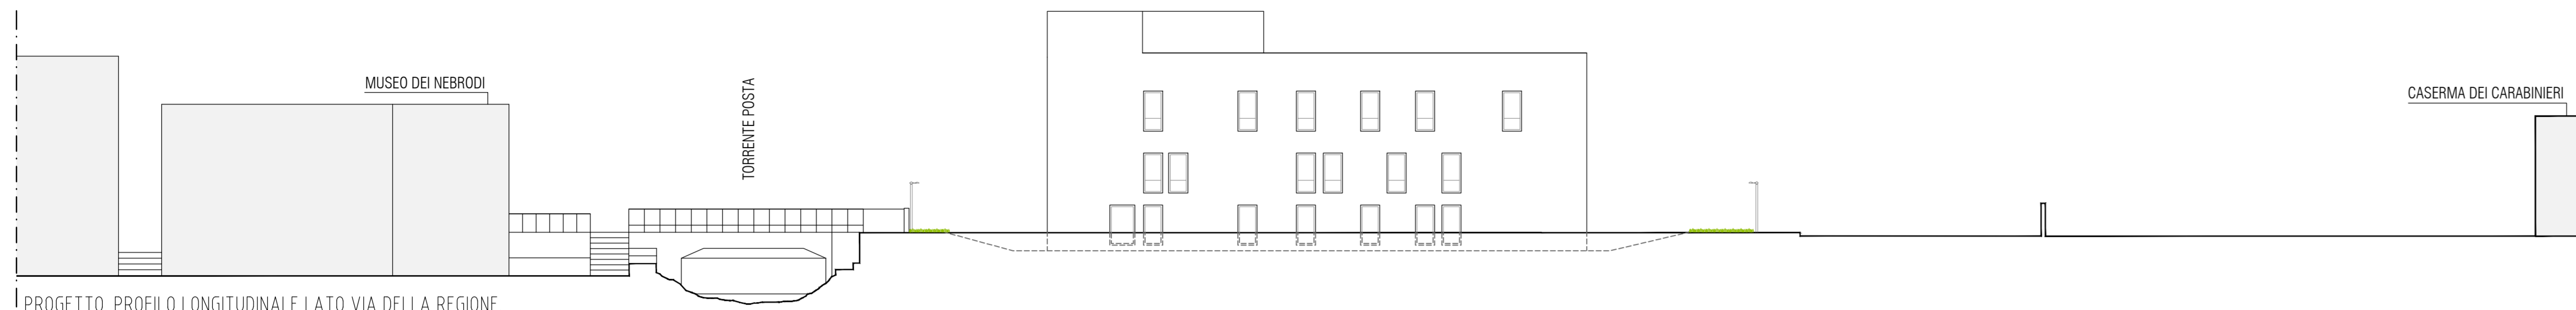 MUSEO DEI NEBRODI
TORRENTE POSTA
CASERMA DEI CARABINIERI
PROGETTO PROFILO LONGITUDINALE LATO VIA DELLA REGIONE